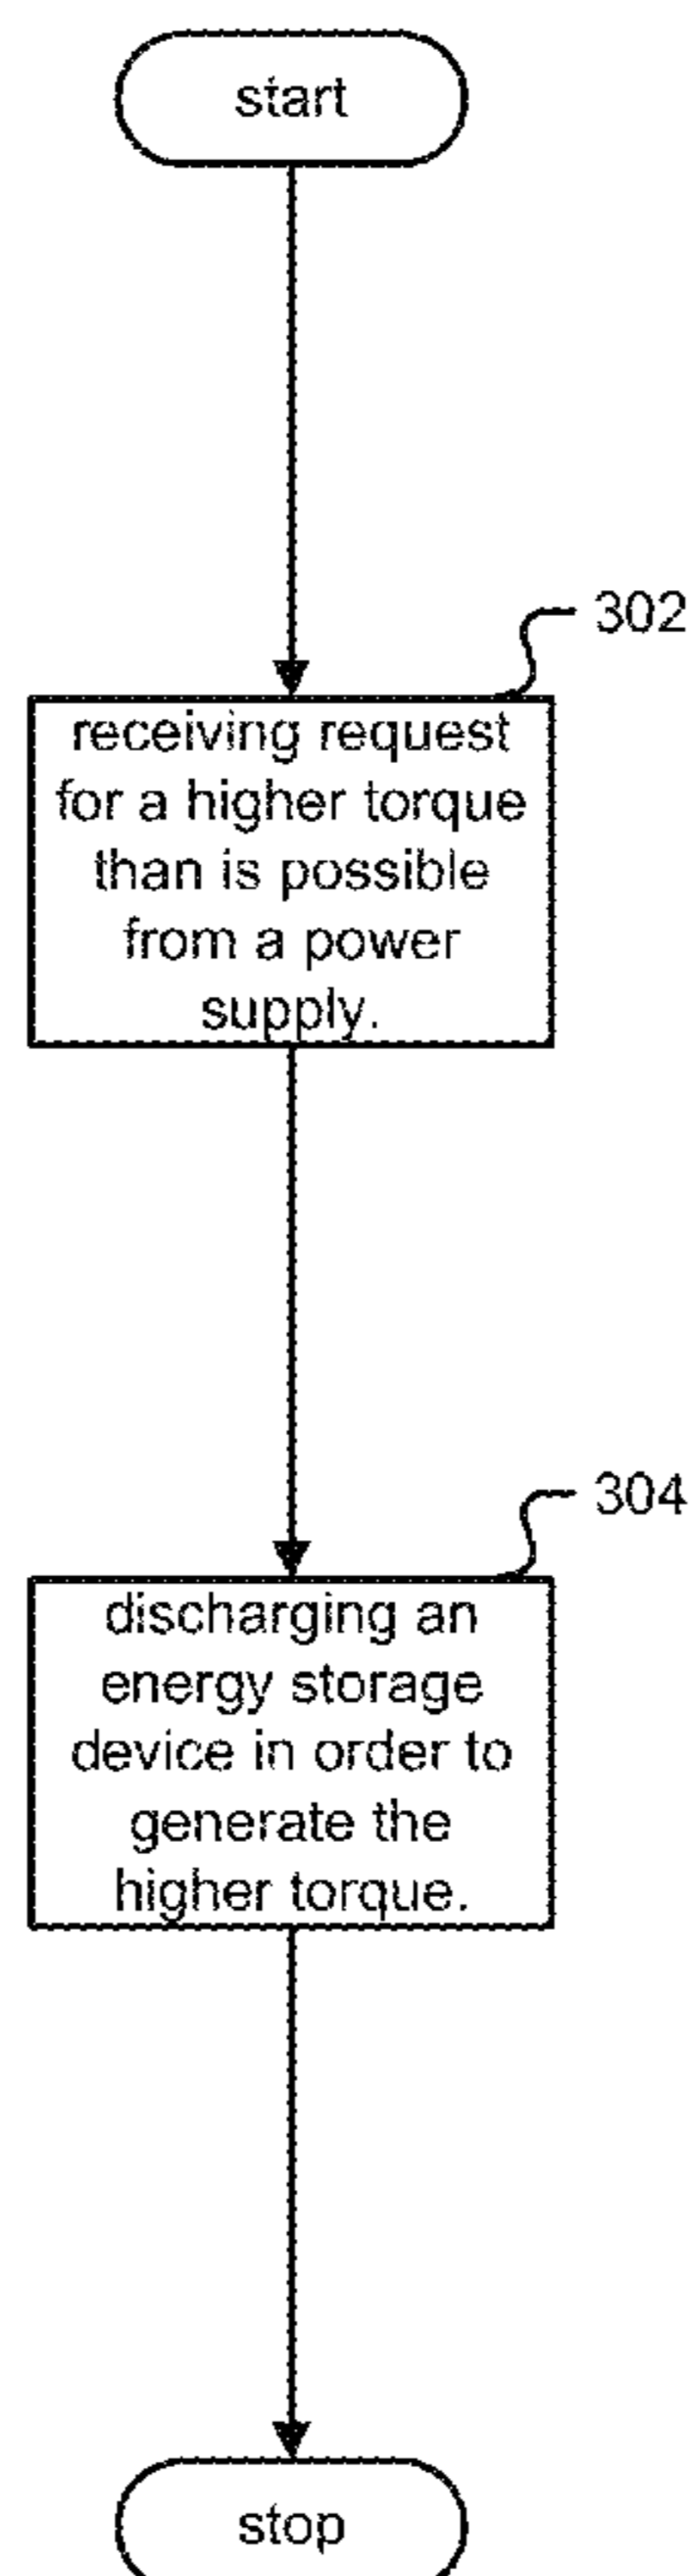 start
302
receiving request
for a higher torque
than is possible
from a power
supply.
304
discharging an
energy storage
device in order to
generate the
higher torque.
stop